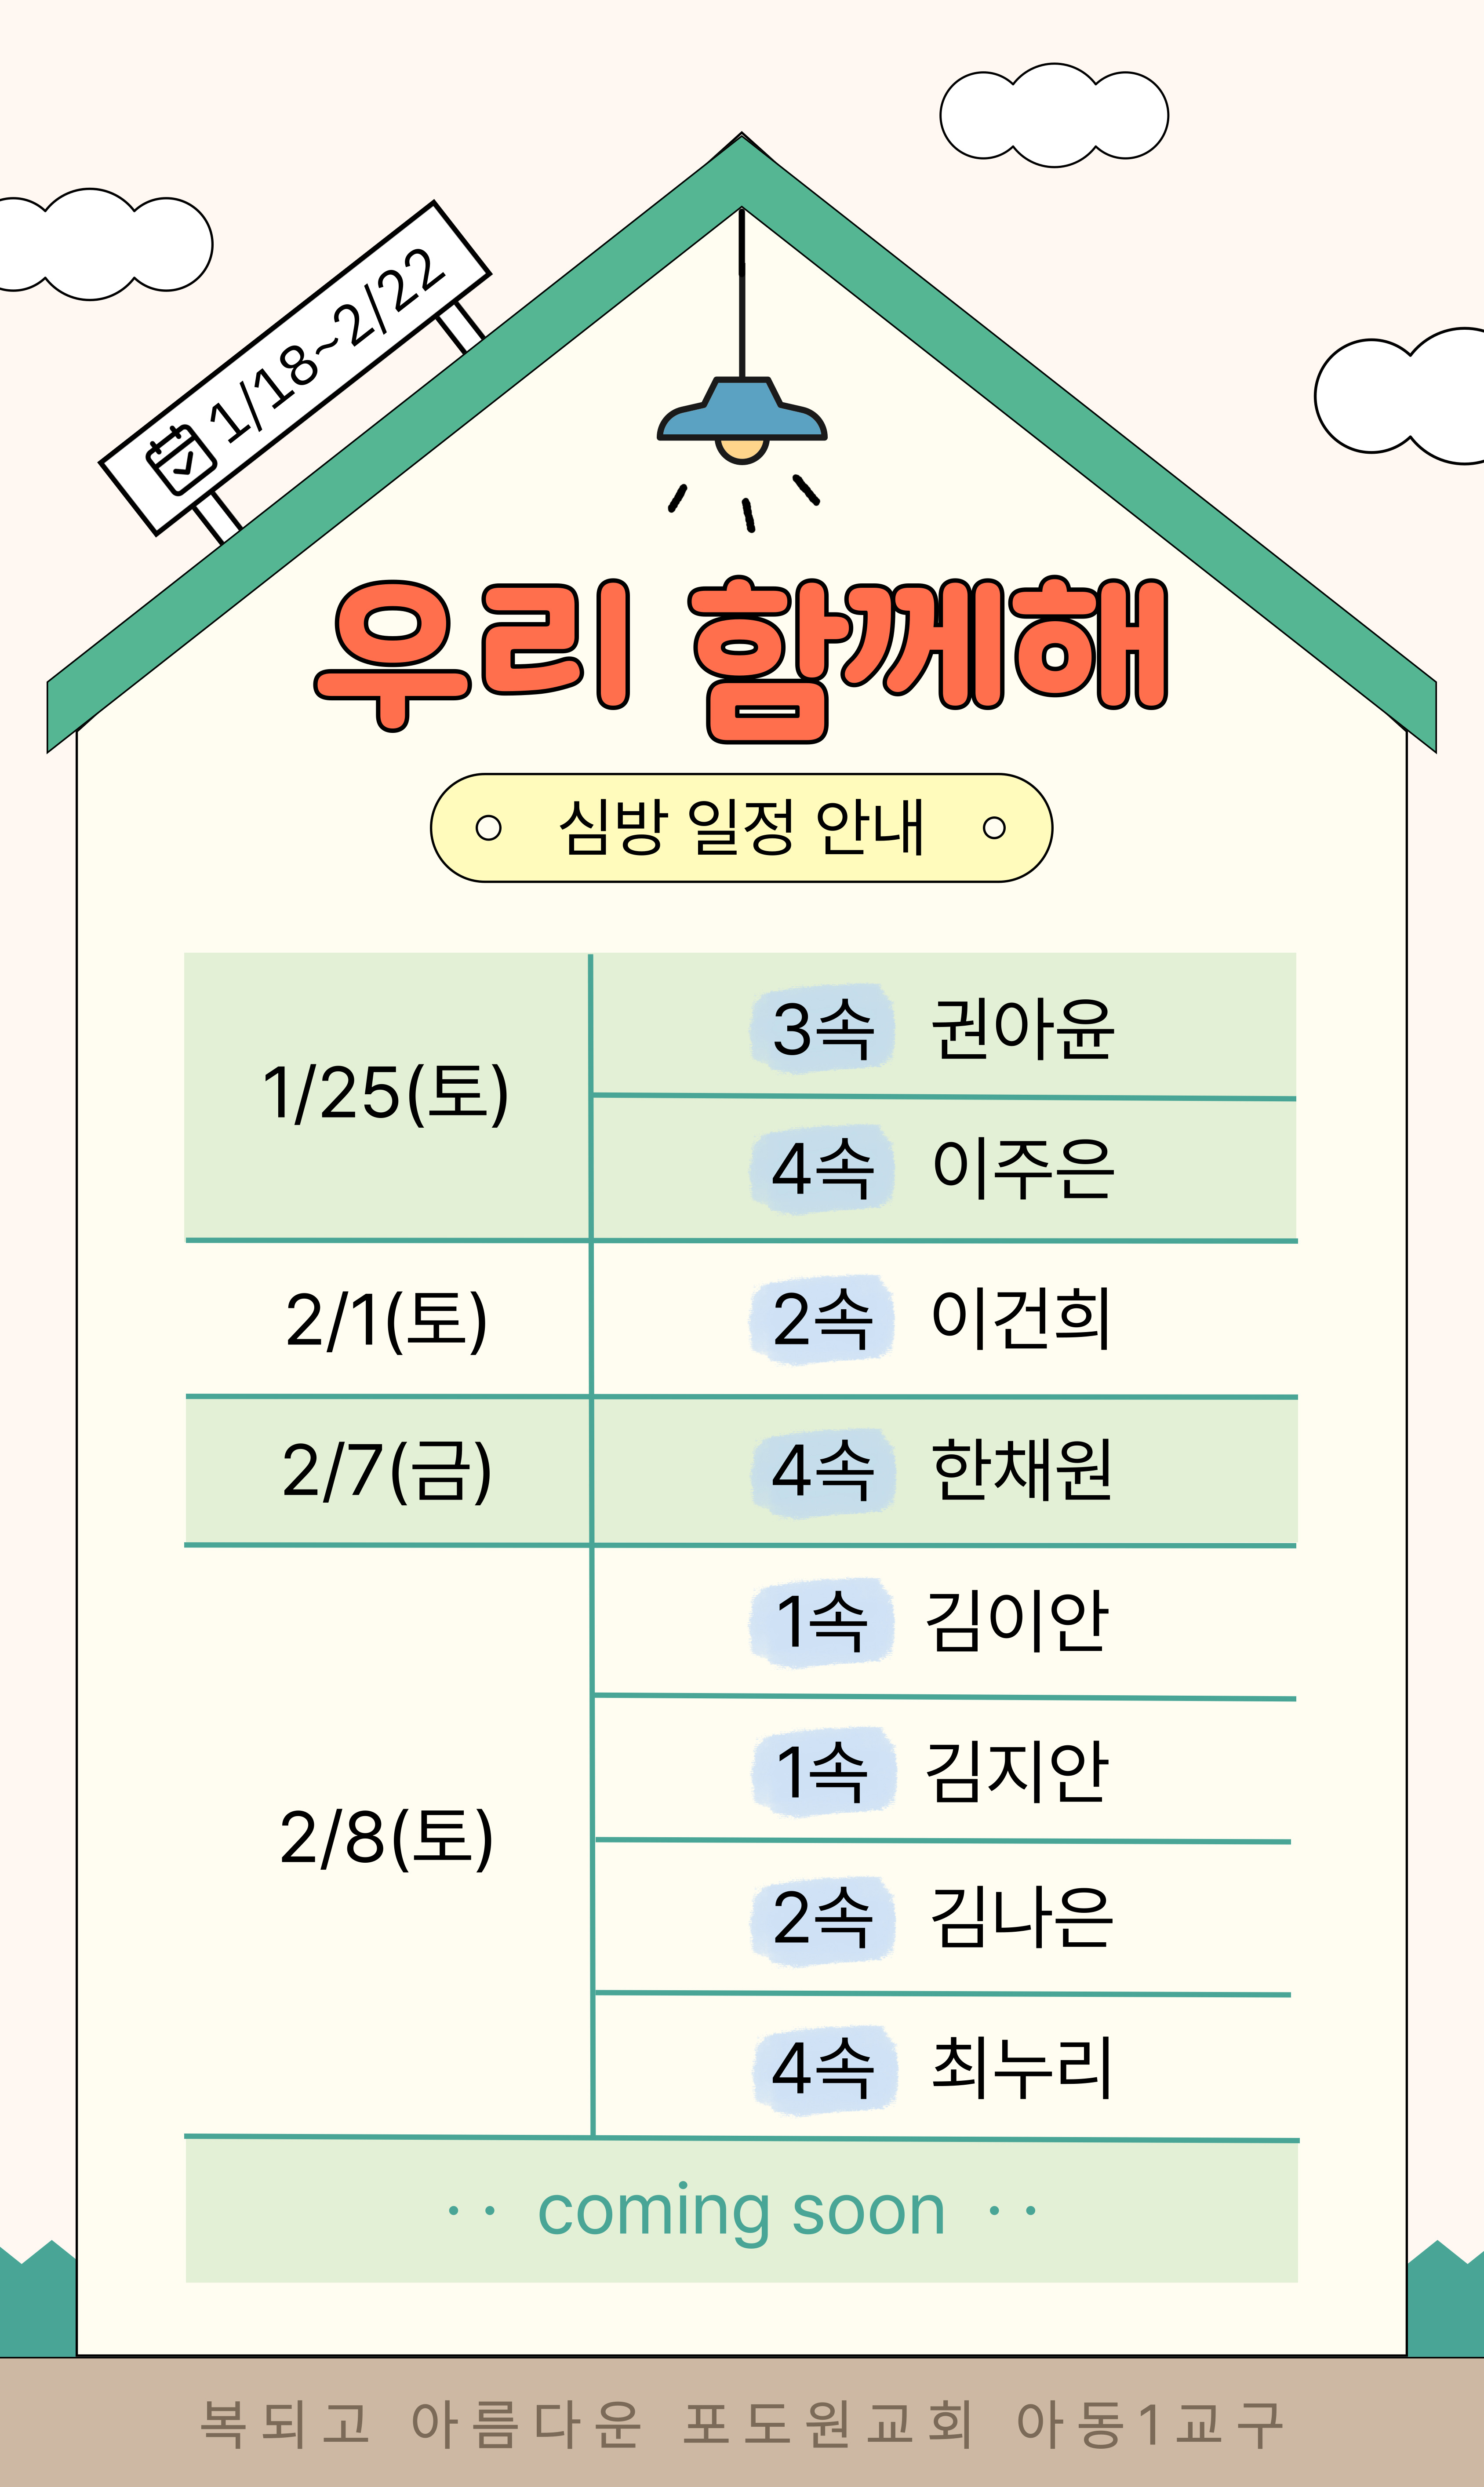 1/18~2/22
우리 함께해
심방 일정 안내
1/25(토)
3속 권아윤
4속 이주은
2/1(토)
2속 이건희
2/7(금)
4속 한채원
2/8(토)
1속 김이안
1속 김지안
2속 김나은
4속 최누리
·· coming soon ··
복되고 아름다운 포도원교회 아동1교구